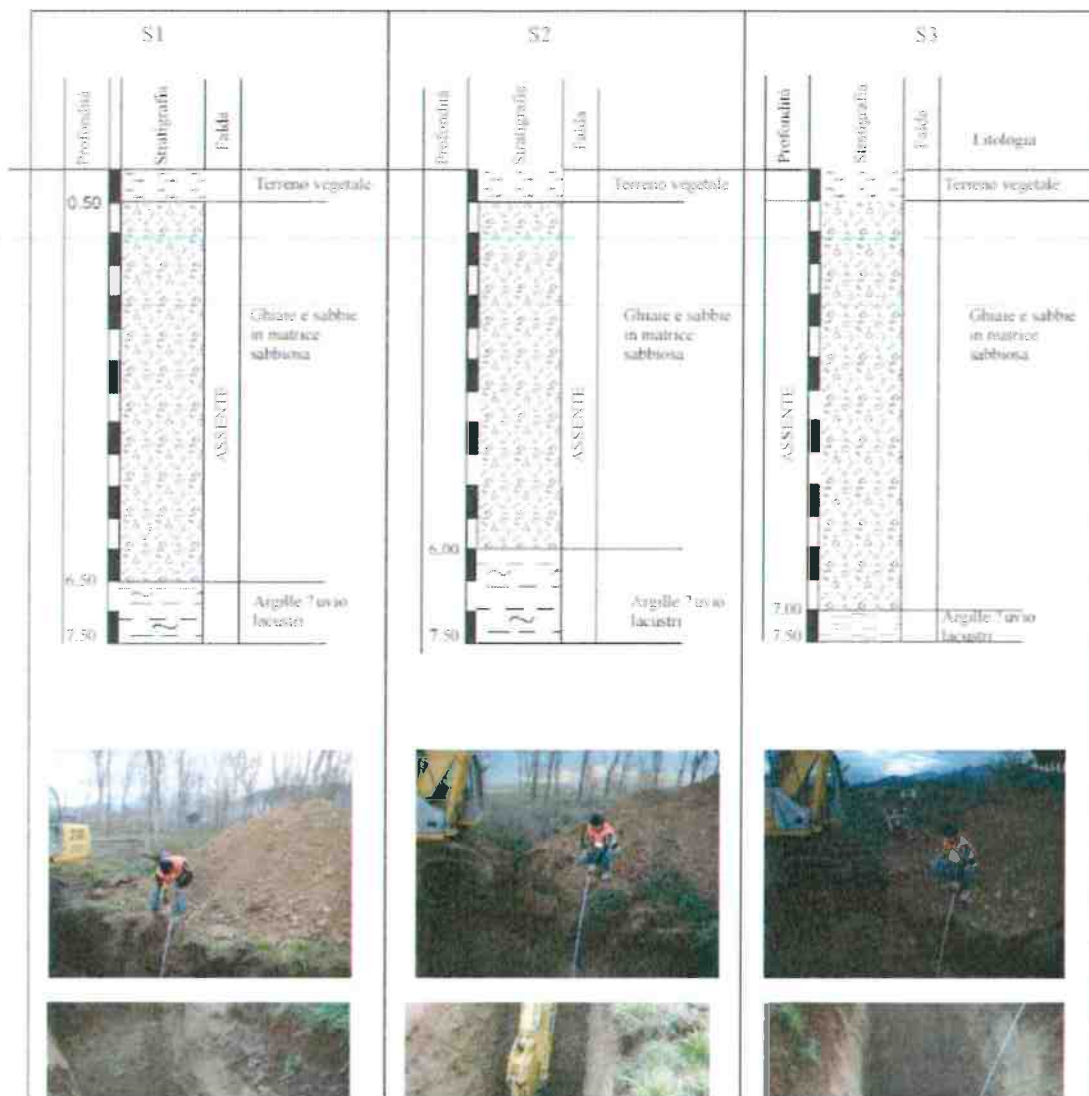 S1
Profondità
Stratigrafia
Falda
Terreno vegetale
0.50
Ghiaie e sabbie
in matrice
sabbiosa
ASSENTE
6.50
Argille ?uvio
lacustri
7.50
S2
Profondità
Stratigrafia
Falda
Terreno vegetale
Ghiaie e sabbie
in matrice
sabbiosa
ASSENTE
6.00
Argille ?uvio
lacustri
7.50
S3
Profondità
Stratigrafia
Falda
Litologia
Terreno vegetale
Ghiaie e sabbie
in matrice
sabbiosa
ASSENTE
7.00
Argille ?uvio
lacustri
7.50